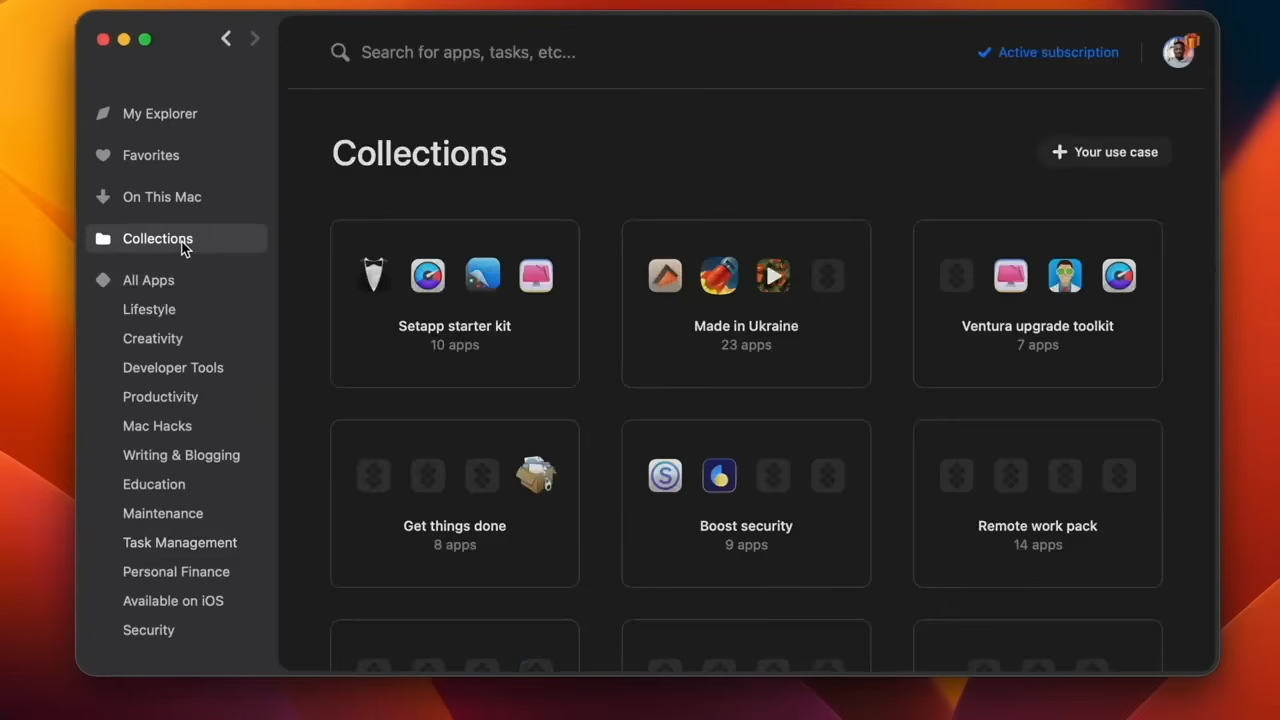 Search for apps, tasks, etc...
Active subscription
My Explorer
Favorites
On This Mac
Collections
All Apps
Lifestyle
Creativity
Developer Tools
Productivity
Mac Hacks
Writing & Blogging
Education
Maintenance
Task Management
Personal Finance
Available on iOS
Security
Collections
Your use case
Setapp starter kit
10 apps
Made in Ukraine
23 apps
Ventura upgrade toolkit
7 apps
Get things done
8 apps
Boost security
9 apps
Remote work pack
14 apps